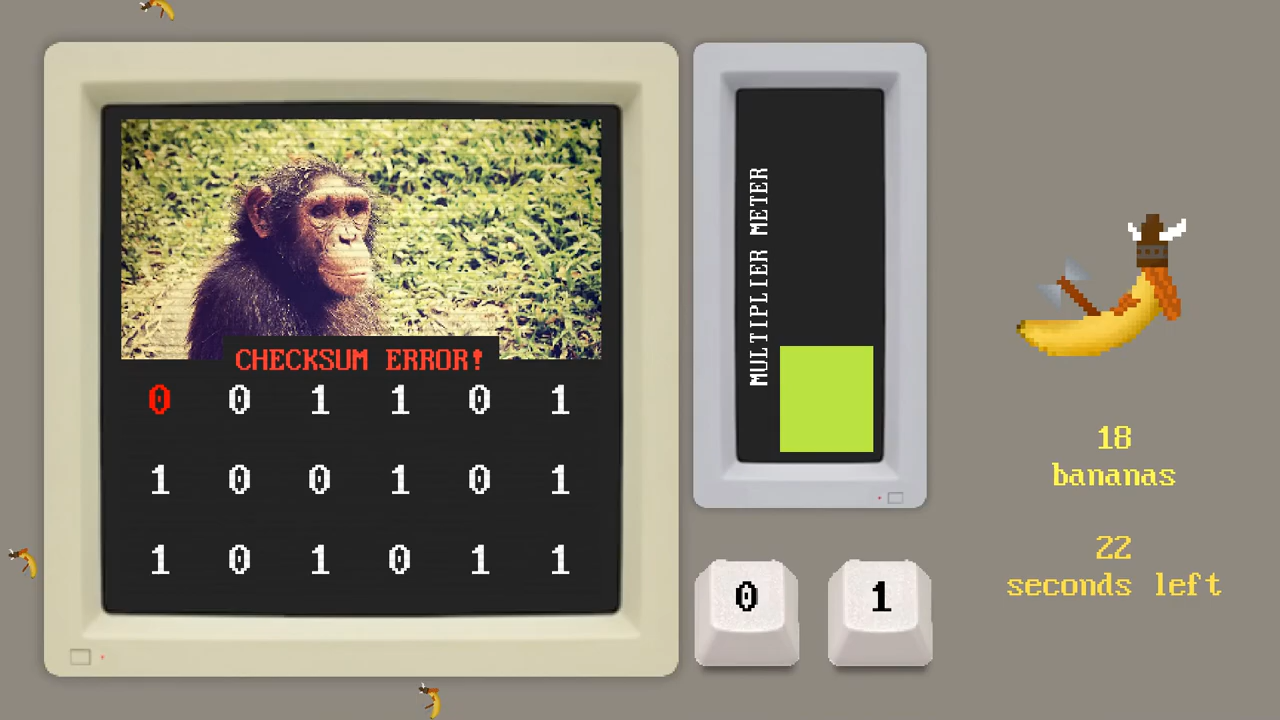 CHECKSUM ERROR!
0 0 1 1 0 1
1 0 0 1 0 1
1 0 1 0 1 1
MULTIPLIER METER
0
1
18
bananas
22
seconds left